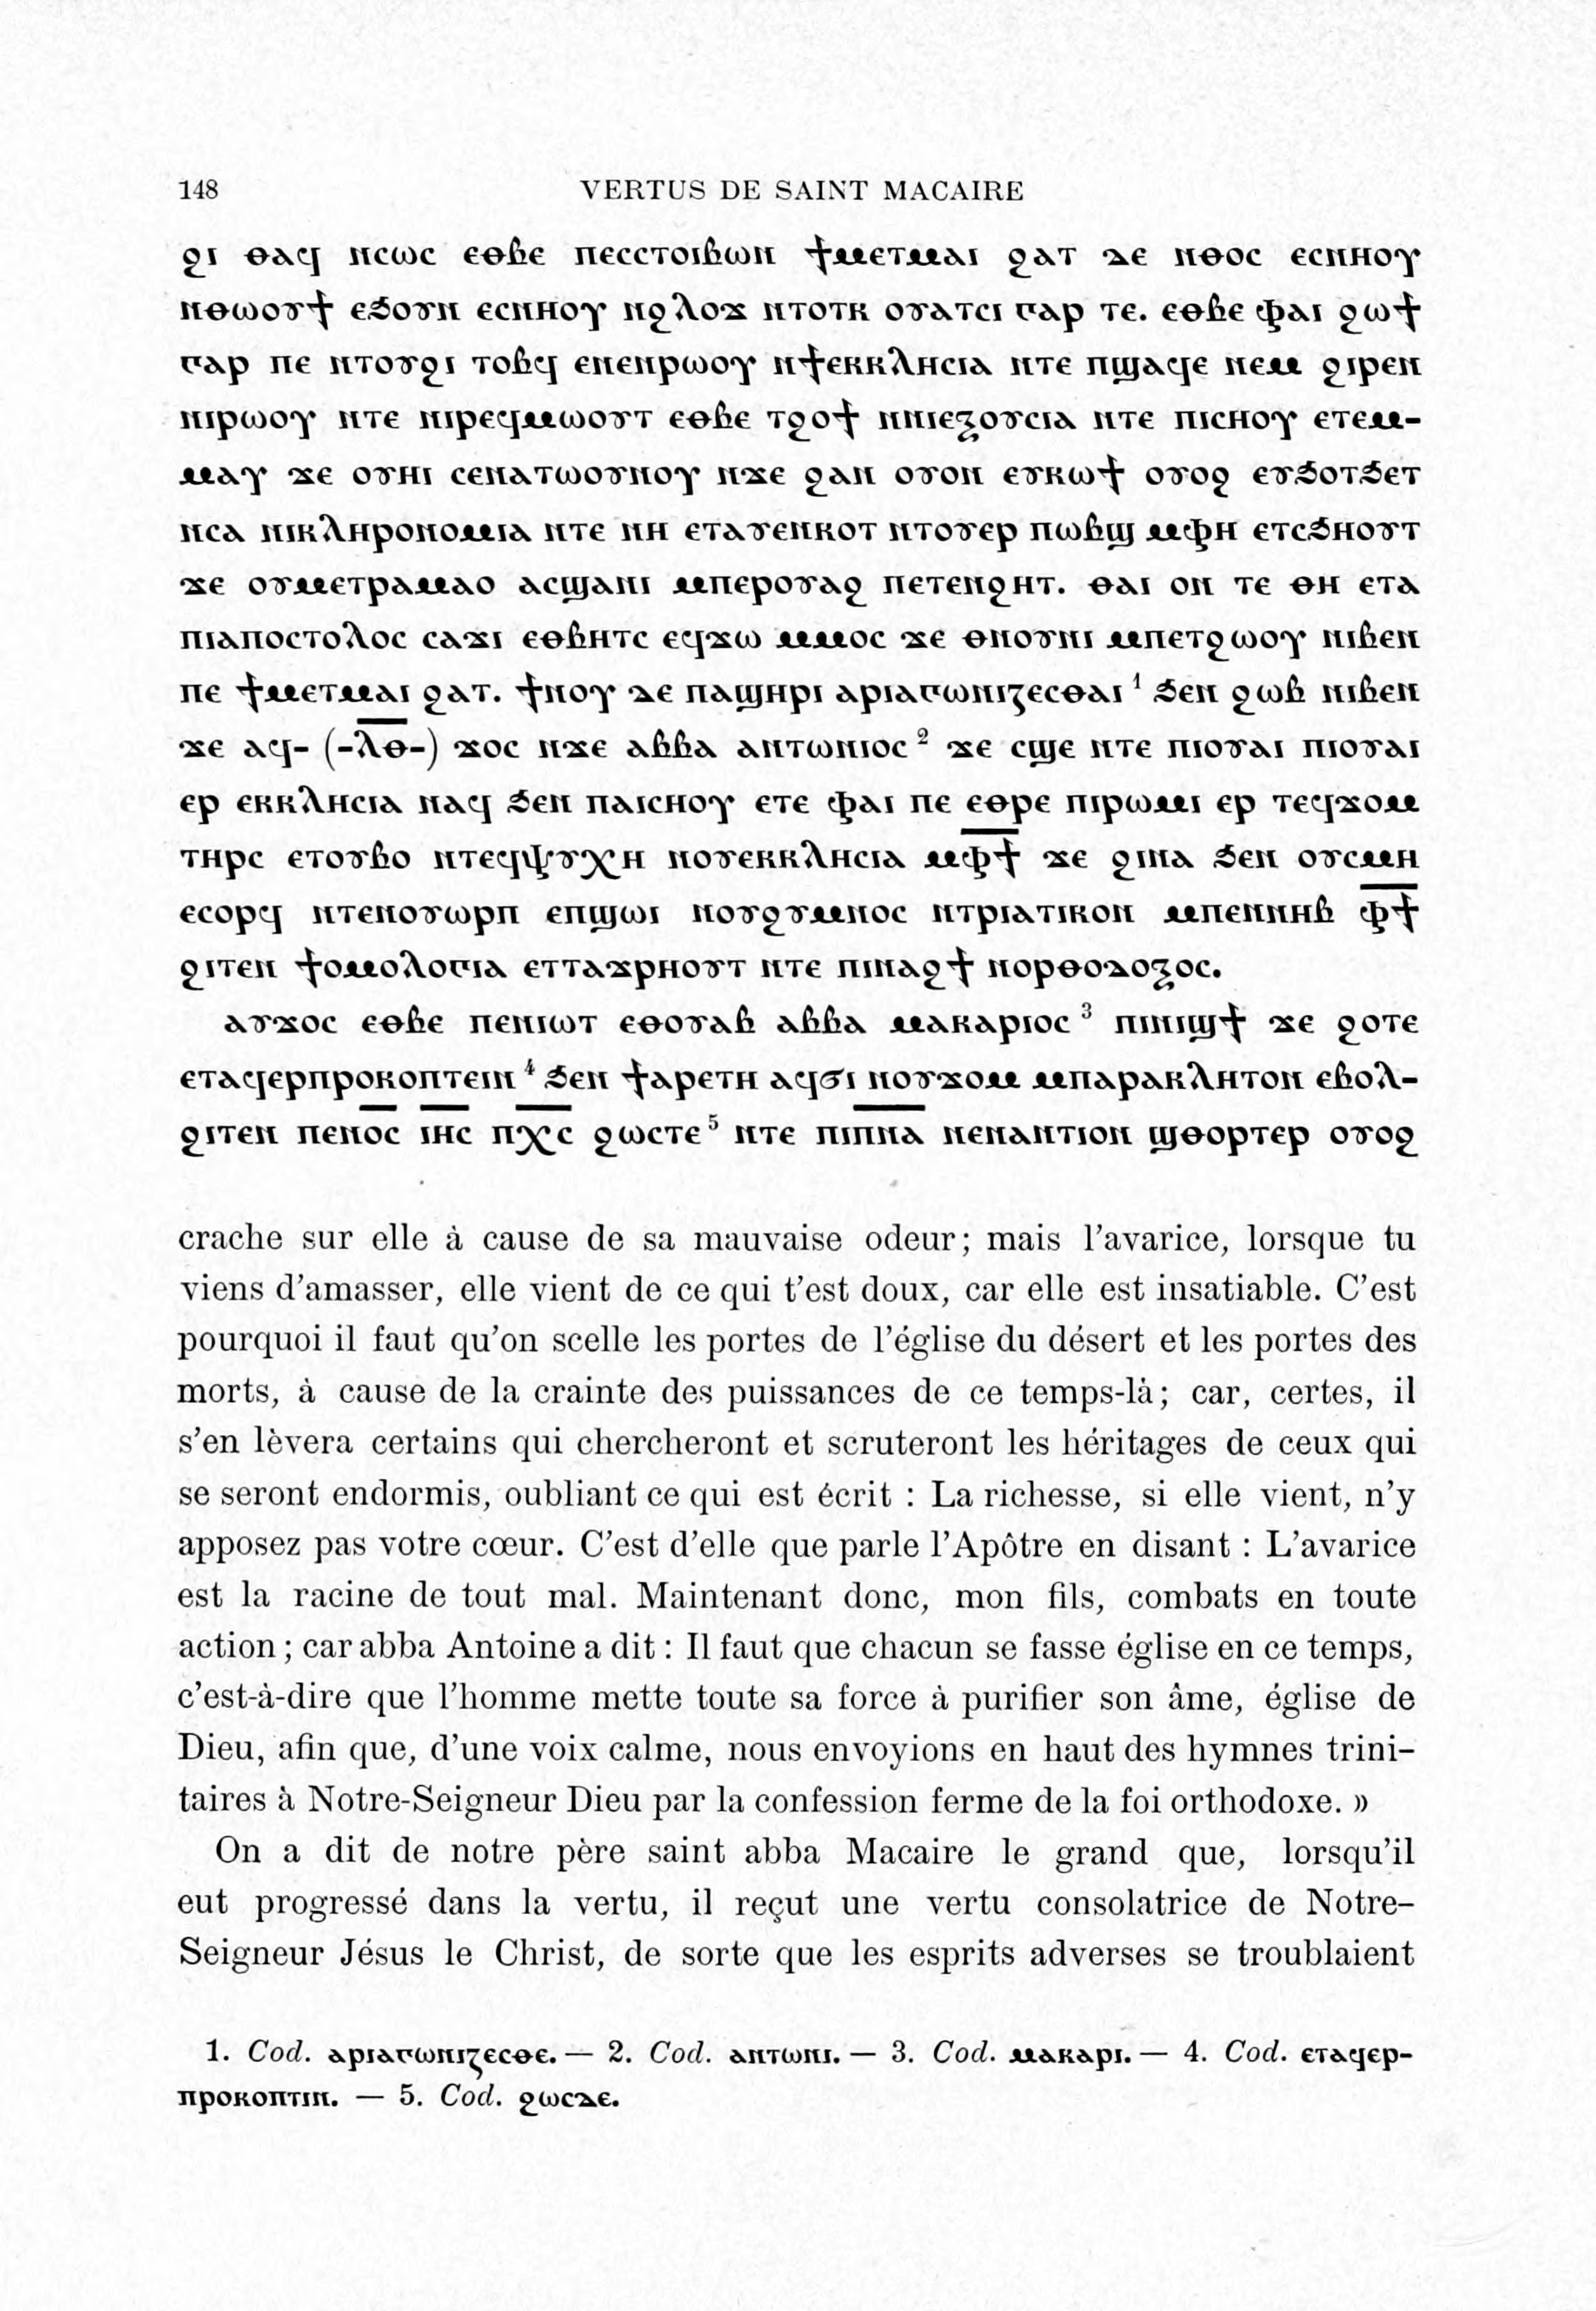 148 VERTUS DE SAINT MACAIRE
ϩⲓ ⲑⲁϥ ⲛⲥⲱⲥ ⲉⲑⲃⲉ ⲡⲉⲥⲥⲧⲟⲓⲃⲱⲛ ϯⲙⲉⲧⲙⲁⲓ ϩⲁⲧ ⲇⲉ ⲛⲑⲟⲥ ⲉⲥⲛⲏⲟⲩ
ⲛⲑⲱⲟⲩϯ ⲉϧⲟⲩⲛ ⲉⲥⲛⲏⲟⲩ ⲛϩⲗⲟϫ ⲛⲧⲟⲧⲕ ⲟⲩⲁⲧⲥⲓ ⲅⲁⲣ ⲧⲉ. ⲉⲑⲃⲉ ⲫⲁⲓ ϩⲱϯ
ⲅⲁⲣ ⲡⲉ ⲛⲧⲟⲩϩⲓ ⲧⲟⲃϥ ⲉⲛⲉⲛⲣⲱⲟⲩ ⲛϯⲉⲕⲕⲗⲏⲥⲓⲁ ⲛⲧⲉ ⲡϣⲁϥⲉ ⲛⲉⲙ ϩⲓⲣⲉⲛ
ⲛⲓⲣⲱⲟⲩ ⲛⲧⲉ ⲛⲓⲣⲉϥⲙⲱⲟⲩⲧ ⲉⲑⲃⲉ ⲧϩⲟϯ ⲛⲛⲓⲉⲝⲟⲩⲥⲓⲁ ⲛⲧⲉ ⲡⲓⲥⲛⲟⲩ ⲉⲧⲉⲙ-
ⲙⲁⲩ ϫⲉ ⲟⲩⲏⲓ ⲥⲉⲛⲁⲧⲱⲟⲩⲛⲟⲩ ⲛϫⲉ ϩⲁⲛ ⲟⲩⲟⲛ ⲉⲩⲕⲱϯ ⲟⲩⲟϩ ⲉⲩϧⲟⲧϧⲉⲧ
ⲛⲥⲁ ⲛⲓⲕⲗⲏⲣⲟⲛⲟⲙⲓⲁ ⲛⲧⲉ ⲛⲏ ⲉⲧⲁⲩⲉⲛⲕⲟⲧ ⲛⲧⲟⲩⲉⲣ ⲡⲱⲃϣ ⲙⲫⲏ ⲉⲧⲥϧⲏⲟⲩⲧ
ϫⲉ ⲟⲩⲙⲉⲧⲣⲁⲙⲁⲟ ⲁⲥϣⲁⲛⲓ ⲙⲡⲉⲣⲟⲩⲁϩ ⲡⲉⲧⲉⲛϩⲏⲧ. ⲑⲁⲓ ⲟⲛ ⲧⲉ ⲑⲏ ⲉⲧⲁ
ⲡⲓⲁⲡⲟⲥⲧⲟⲗⲟⲥ ⲥⲁϫⲓ ⲉⲑⲃⲏⲧⲥ ⲉϥϫⲱ ⲙⲙⲟⲥ ϫⲉ ⲑⲛⲟⲩⲛⲓ ⲙⲡⲉⲧϩⲱⲟⲩ ⲛⲓⲃⲉⲛ
ⲡⲉ ϯⲙⲉⲧⲙⲁⲓ ϩⲁⲧ. ϯⲛⲟⲩ ⲇⲉ ⲡⲁϣⲏⲣⲓ ⲁⲣⲓⲁⲅⲱⲛⲓⲍⲉⲥⲑⲁⲓ ¹ ϧⲉⲛ ϩⲱⲃ ⲛⲓⲃⲉⲛ
ϫⲉ ⲁϥ- (-ⲗ̅ⲑ̅-) ϫⲟⲥ ⲛϫⲉ ⲁⲃⲃⲁ ⲁⲛⲧⲱⲛⲓⲟⲥ ² ϫⲉ ⲥϣⲉ ⲛⲧⲉ ⲡⲓⲟⲩⲁⲓ ⲡⲓⲟⲩⲁⲓ
ⲉⲣ ⲉⲕⲕⲗⲏⲥⲓⲁ ⲛⲁϥ ϧⲉⲛ ⲡⲁⲓⲥⲏⲟⲩ ⲉⲧⲉ ⲫⲁⲓ ⲡⲉ ⲉⲑⲣⲉ ⲡⲓⲣⲱⲙⲓ ⲉⲣ ⲧⲉϥϫⲟⲙ
ⲧⲏⲣⲥ ⲉⲧⲟⲩⲃⲟ ⲛⲧⲉϥⲯⲩⲭⲏ ⲛⲟⲩⲉⲕⲕⲗⲏⲥⲓⲁ ⲙⲫ̅ϯ̅ ϫⲉ ϩⲓⲛⲁ ϧⲉⲛ ⲟⲩⲥⲙⲏ
ⲉⲥⲟⲣϥ ⲛⲧⲉⲛⲟⲩⲱⲣⲡ ⲉⲡϣⲱⲓ ⲛⲟⲩϩⲩⲙⲛⲟⲥ ⲛⲧⲣⲓⲁⲧⲓⲕⲟⲛ ⲙⲡⲉⲛⲛⲏⲃ ⲫ̅ϯ̅
ϩⲓⲧⲉⲛ ϯⲟⲙⲟⲗⲟⲅⲓⲁ ⲉⲧⲧⲁϫⲣⲏⲟⲩⲧ ⲛⲧⲉ ⲡⲓⲛⲁϩϯ ⲛⲟⲣⲑⲟⲇⲟⲝⲟⲥ.
ⲁⲩϫⲟⲥ ⲉⲑⲃⲉ ⲡⲉⲛⲓⲱⲧ ⲉⲑⲟⲩⲁⲃ ⲁⲃⲃⲁ ⲙⲁⲕⲁⲣⲓⲟⲥ ³ ⲡⲓⲛⲓϣϯ ϫⲉ ϩⲟⲧⲉ
ⲉⲧⲁϥⲉⲣⲡⲣⲟⲕⲟⲡⲧⲉⲓⲛ ⁴ ϧⲉⲛ ϯⲁⲣⲉⲧⲏ ⲁϥϭⲓ ⲛⲟⲩϫⲟⲙ ⲙⲡⲁⲣⲁⲕⲗⲏⲧⲟⲛ ⲉⲃⲟⲗ-
ϩⲓⲧⲉⲛ ⲡⲉⲛⲟ̅ⲥ̅ ⲓ̅ⲏ̅ⲥ̅ ⲡ̅ⲭ̅ⲥ̅ ϩⲱⲥⲧⲉ ⁵ ⲛⲧⲉ ⲡⲓⲡ̅ⲛ̅ⲁ̅ ⲛⲉⲛⲁⲛⲧⲓⲟⲛ ϣⲑⲟⲣⲧⲉⲣ ⲟⲩⲟϩ
crache sur elle à cause de sa mauvaise odeur; mais l'avarice, lorsque tu
viens d'amasser, elle vient de ce qui t'est doux, car elle est insatiable. C'est
pourquoi il faut qu'on scelle les portes de l'église du désert et les portes des
morts, à cause de la crainte des puissances de ce temps-là; car, certes, il
s'en lèvera certains qui chercheront et scruteront les héritages de ceux qui
se seront endormis, oubliant ce qui est écrit : La richesse, si elle vient, n'y
apposez pas votre cœur. C'est d'elle que parle l'Apôtre en disant : L'avarice
est la racine de tout mal. Maintenant donc, mon fils, combats en toute
action; car abba Antoine a dit : Il faut que chacun se fasse église en ce temps,
c'est-à-dire que l'homme mette toute sa force à purifier son âme, église de
Dieu, afin que, d'une voix calme, nous envoyions en haut des hymnes trini-
taires à Notre-Seigneur Dieu par la confession ferme de la foi orthodoxe. »
On a dit de notre père saint abba Macaire le grand que, lorsqu'il
eut progressé dans la vertu, il reçut une vertu consolatrice de Notre-
Seigneur Jésus le Christ, de sorte que les esprits adverses se troublaient
1. Cod. ⲁⲣⲓⲁⲅⲱⲛⲓⲍⲉⲥⲑⲉ. — 2. Cod. ⲁⲛⲧⲱⲛⲓ. — 3. Cod. ⲙⲁⲕⲁⲣⲓ. — 4. Cod. ⲉⲧⲁϥⲉⲣ-
ⲡⲣⲟⲕⲟⲡⲧⲓⲛ. — 5. Cod. ϩⲱⲥⲇⲉ.